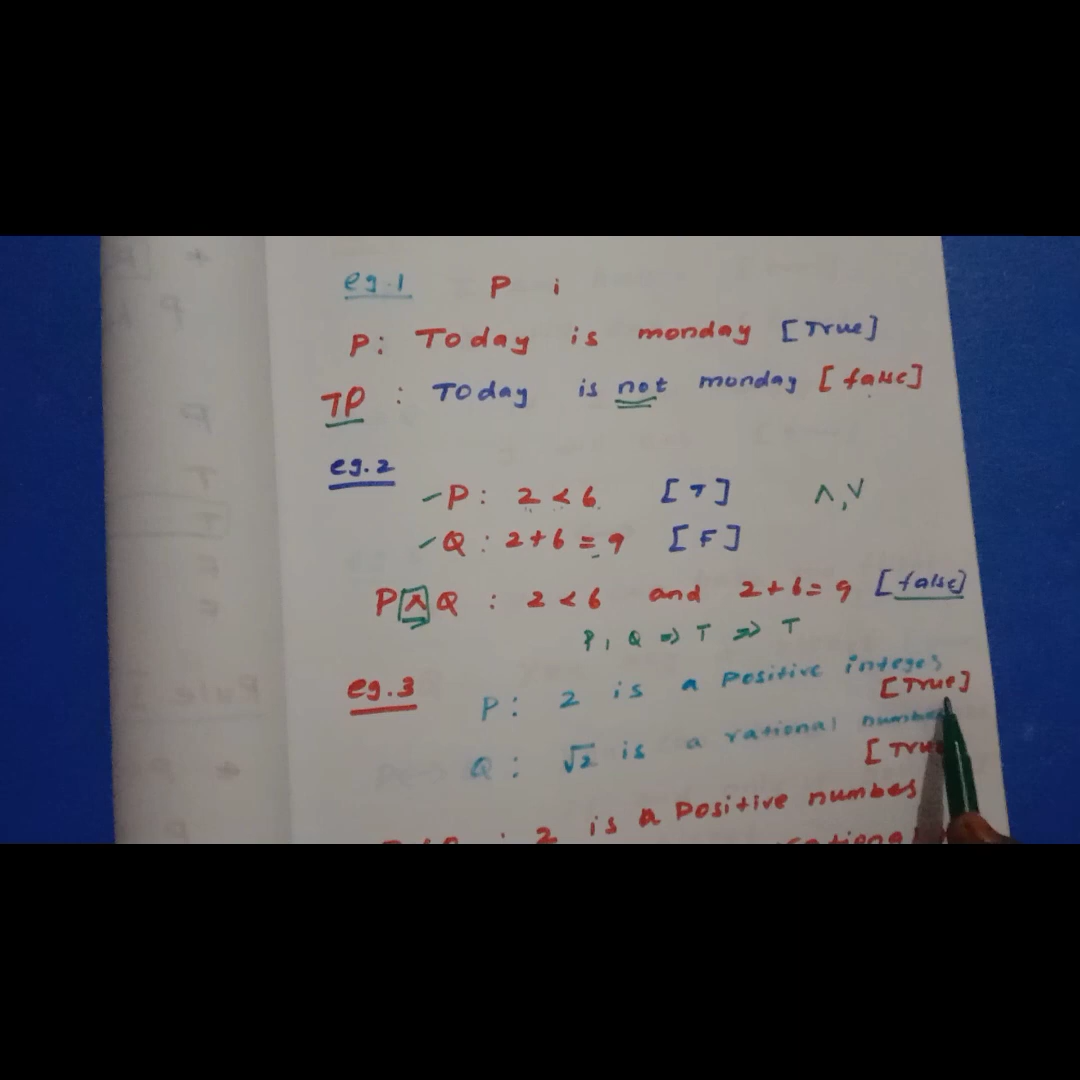 eg.1 P i
P: Today is monday [True]
TP : Today is not monday [false]
eg.2
P: 2 < 6 [T] ∧,∨
Q: 2+6 = 9 [F]
P∧Q : 2 < 6 and 2+6 = 9 [false]
P, Q => T => T
eg.3 P: 2 is a positive integer
[True]
Q: √2 is a rational number
[True
: 2 is a Positive number